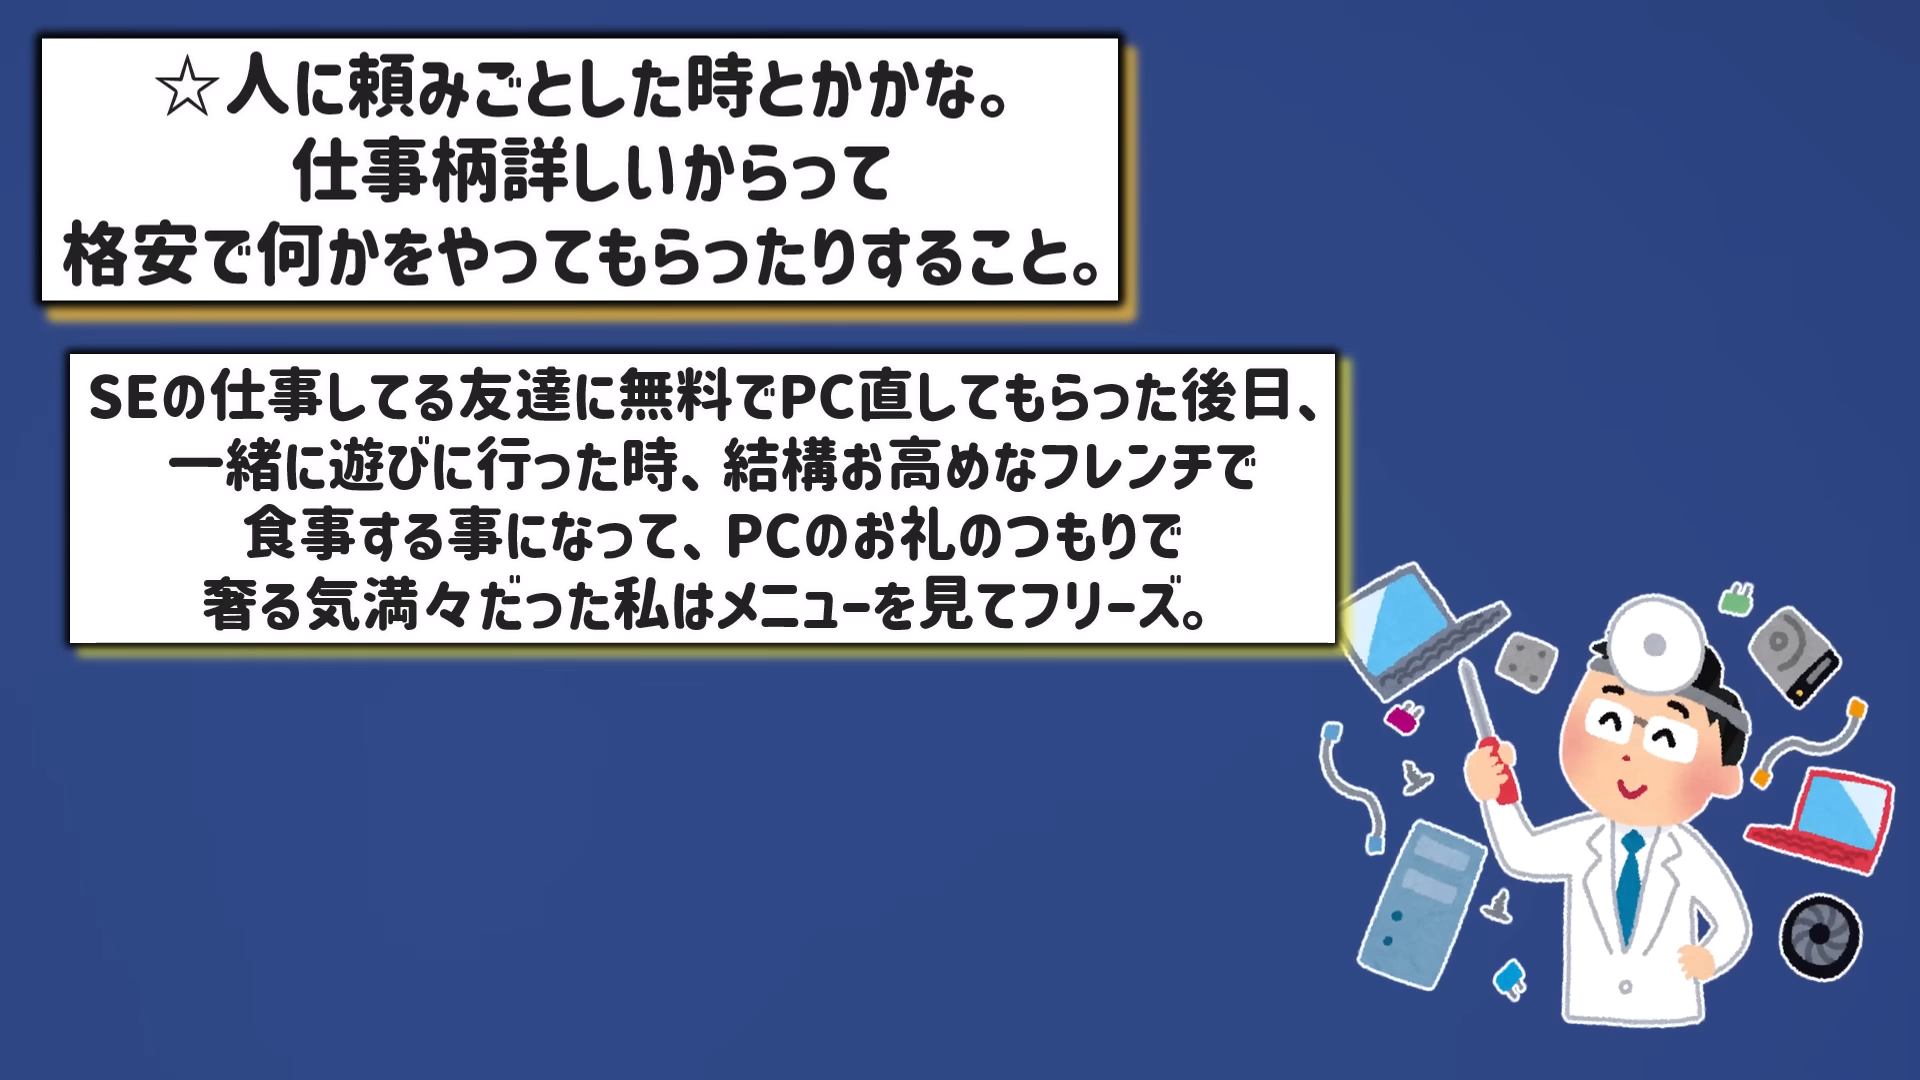 ☆人に頼みごとした時とかかな。
仕事柄詳しいからって
格安で何かをやってもらったりすること。
SEの仕事してる友達に無料でPC直してもらった後日、
一緒に遊びに行った時、結構お高めなフレンチで
食事する事になって、PCのお礼のつもりで
奢る気満々だった私はメニューを見てフリーズ。